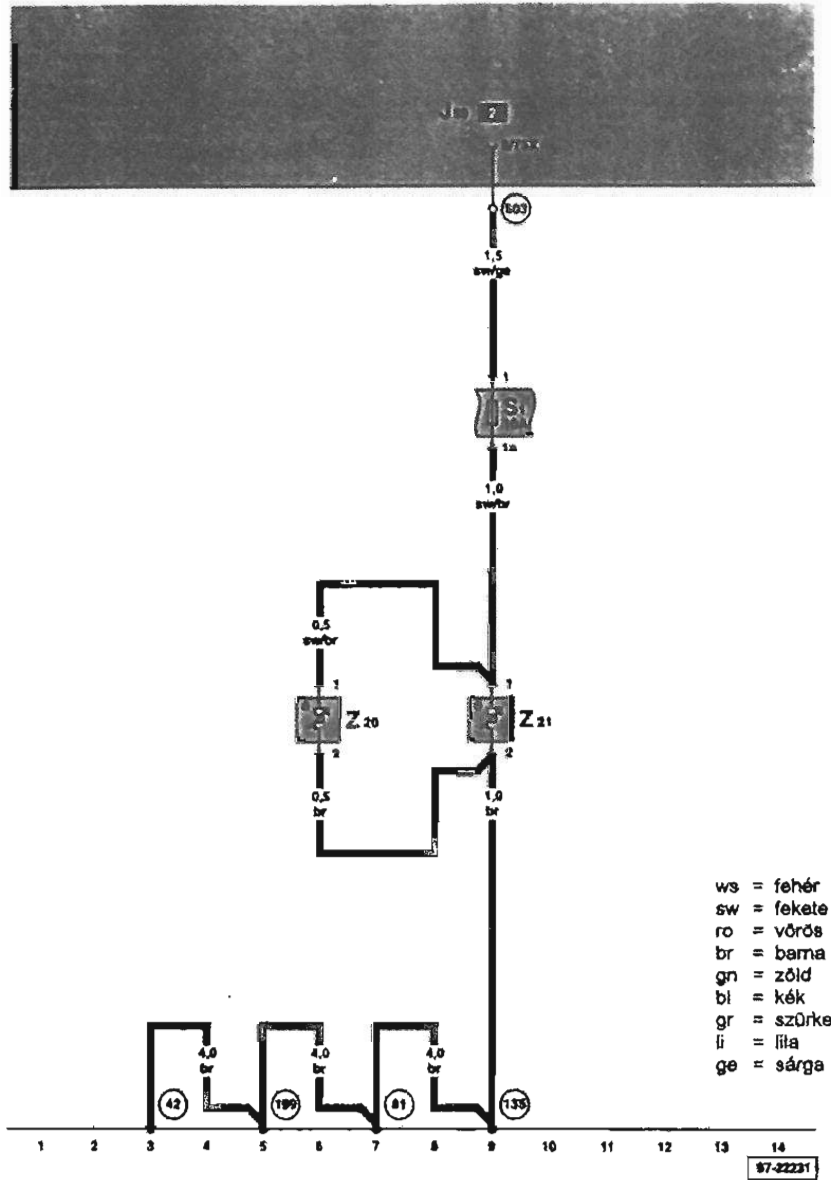 2
503
1,5
sw/ge
1
S1
10A
1a
1,0
sw/br
0,5
sw/br
1
1
Z 20
Z 21
2
2
0,5
br
1,0
br
ws = fehér
sw = fekete
ro = vörös
br = barna
gn = zöld
bl = kék
gr = szürke
li = lila
ge = sárga
4,0
br
4,0
br
4,0
br
42
199
81
135
1 2 3 4 5 6 7 8 9 10 11 12 13 14
97-22231